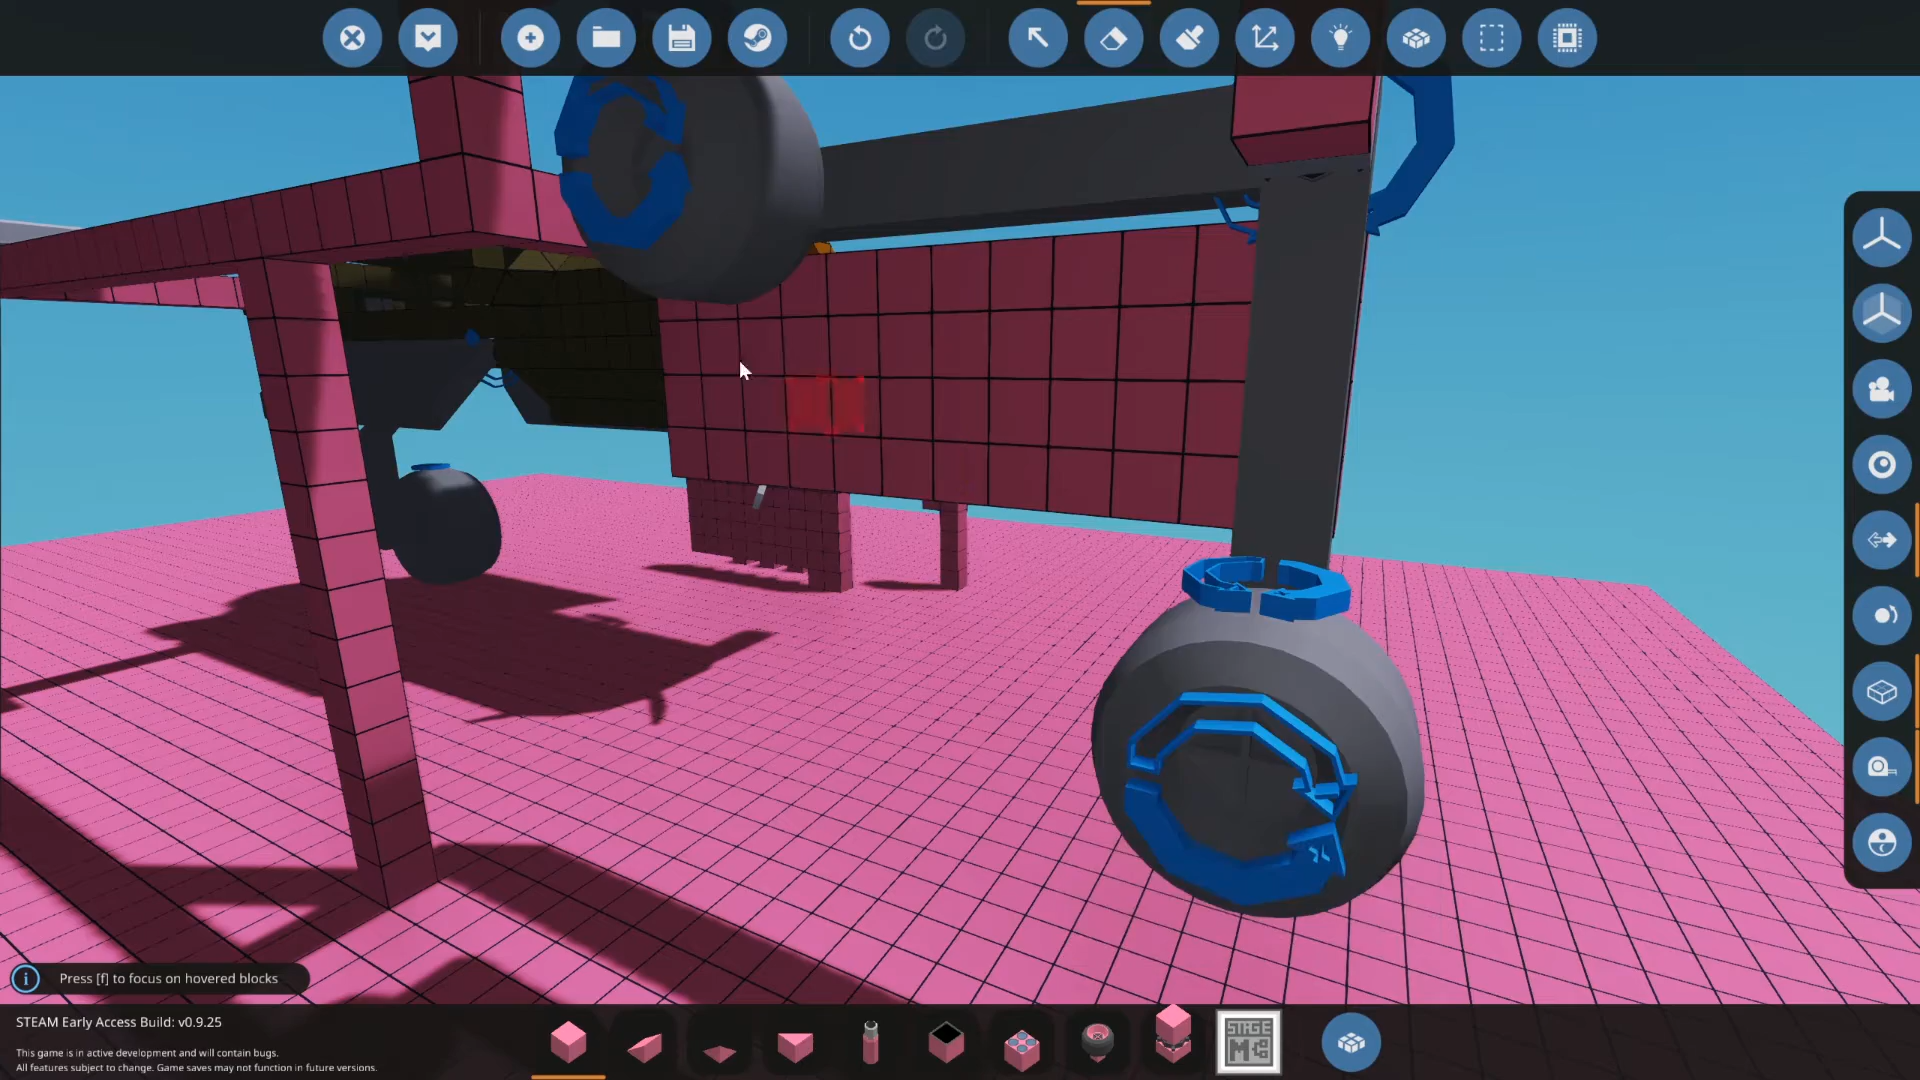 Press [f] to focus on hovered blocks
STEAM Early Access Build: v0.9.25
This game is in active development and will contain bugs.
All features subject to change. Game saves may not function in future versions.